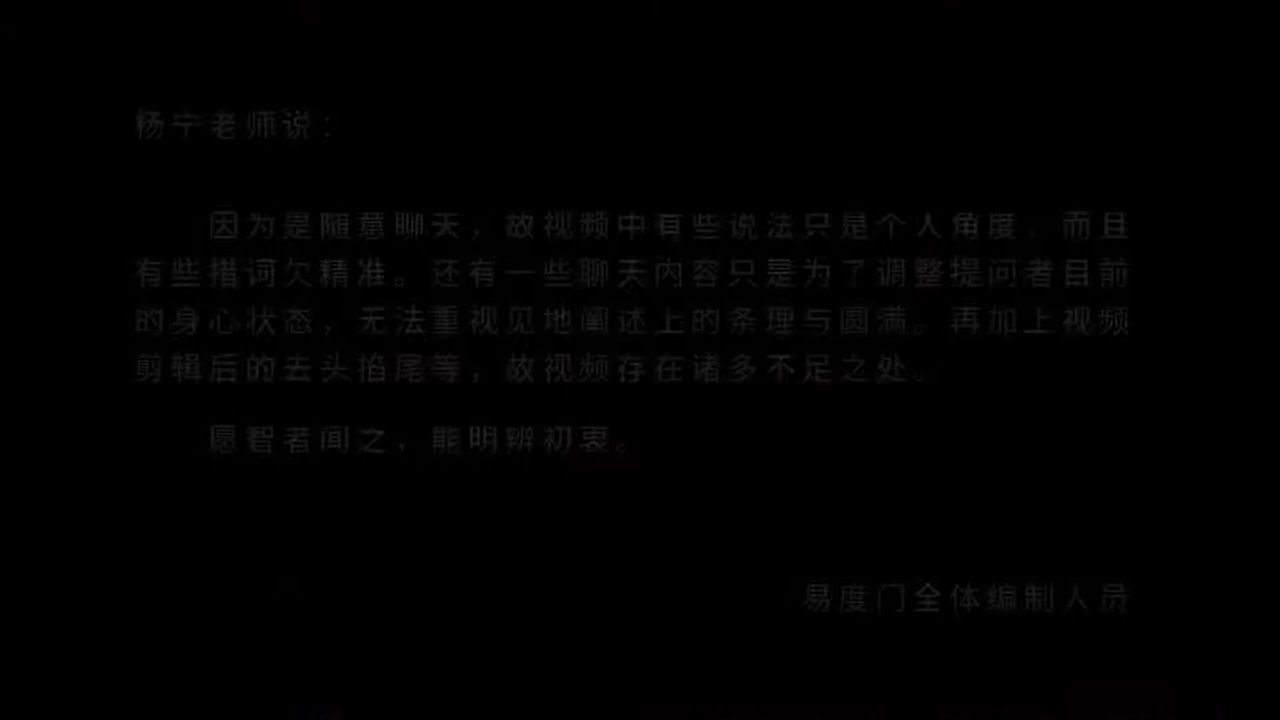 杨宁老师说：
因为是随意聊天，故视频中有些说法只是个人角度，而且
有些措词欠精准。还有一些聊天内容只是为了调整提问者目前
的身心状态，无法重视见地阐述上的条理与圆满。再加上视频
剪辑后的去头掐尾等，故视频存在诸多不足之处。
愿智者闻之，能明辨初衷。
易度门全体编制人员